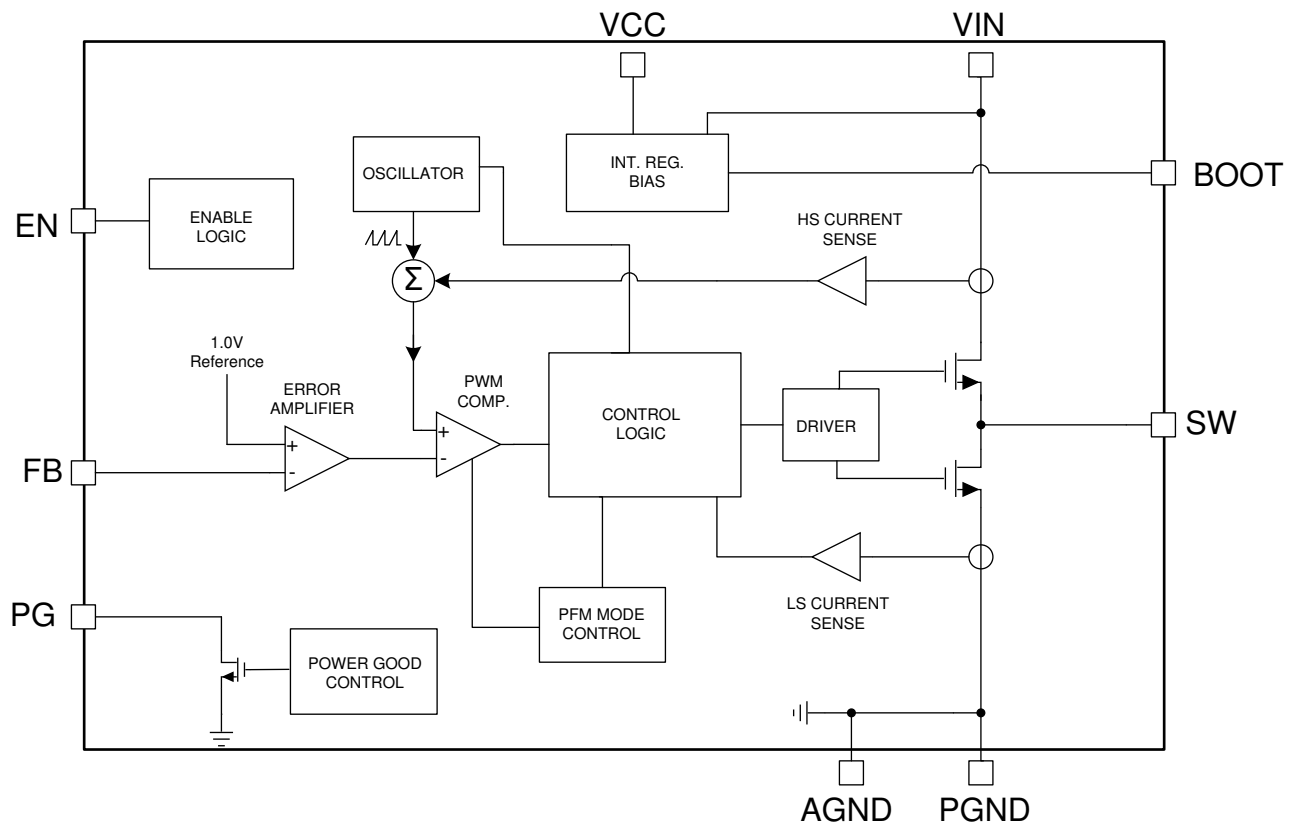 VCC
VIN
OSCILLATOR
INT. REG.
BIAS
BOOT
EN
ENABLE
LOGIC
HS CURRENT
SENSE
Σ
1.0V
Reference
ERROR
AMPLIFIER
PWM
COMP.
CONTROL
LOGIC
DRIVER
SW
+
-
+
-
FB
LS CURRENT
SENSE
PG
PFM MODE
CONTROL
POWER GOOD
CONTROL
AGND
PGND